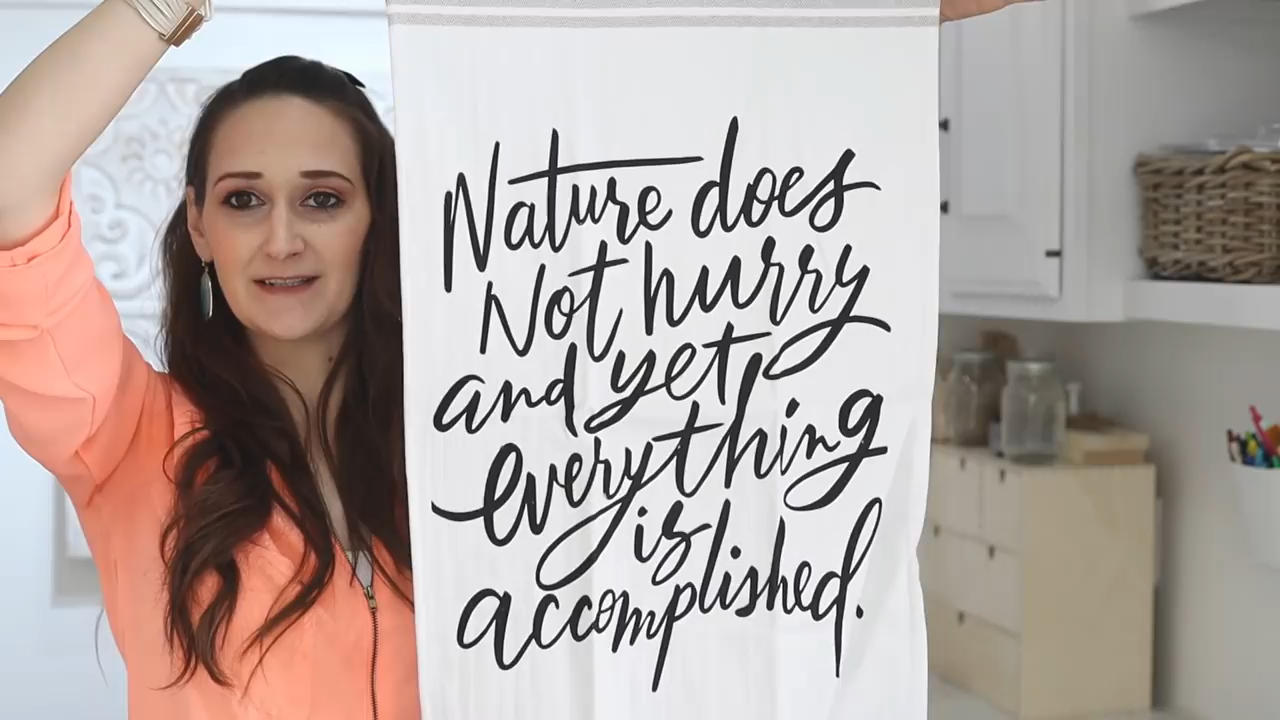 Nature does
Not hurry
and yet
everything
is
accomplished.